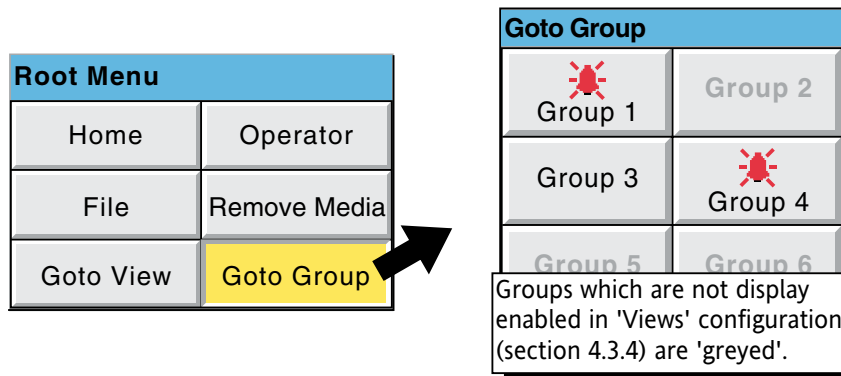 Root Menu
Home
Operator
File
Remove Media
Goto View
Goto Group
Goto Group
Group 1
Group 2
Group 3
Group 4
Group 5
Group 6
Groups which are not display
enabled in 'Views' configuration
(section 4.3.4) are 'greyed'.